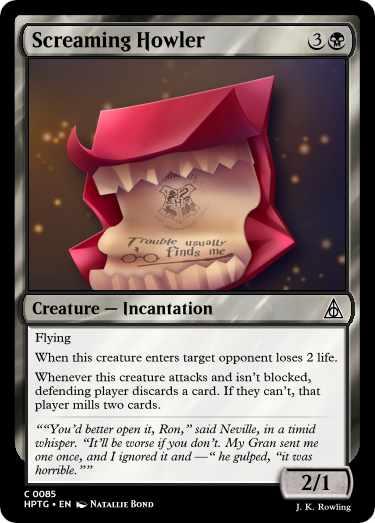 Screaming Howler 3
Trouble usually
finds me
Creature — Incantation
Flying
When this creature enters target opponent loses 2 life.
Whenever this creature attacks and isn't blocked,
defending player discards a card. If they can't, that
player mills two cards.
““You’d better open it, Ron,” said Neville, in a timid
whisper. “It’ll be worse if you don’t. My Gran sent me
one once, and I ignored it and —“ he gulped, “it was
horrible.””
2/1
C 0085
HPTG • EN Natallie Bond
J. K. Rowling